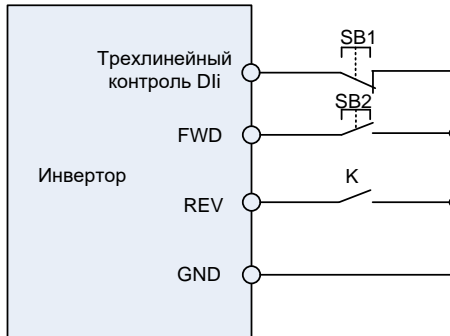 SB1
Трехлинейный
контроль DIi
SB2
FWD
Инвертор
K
REV
GND